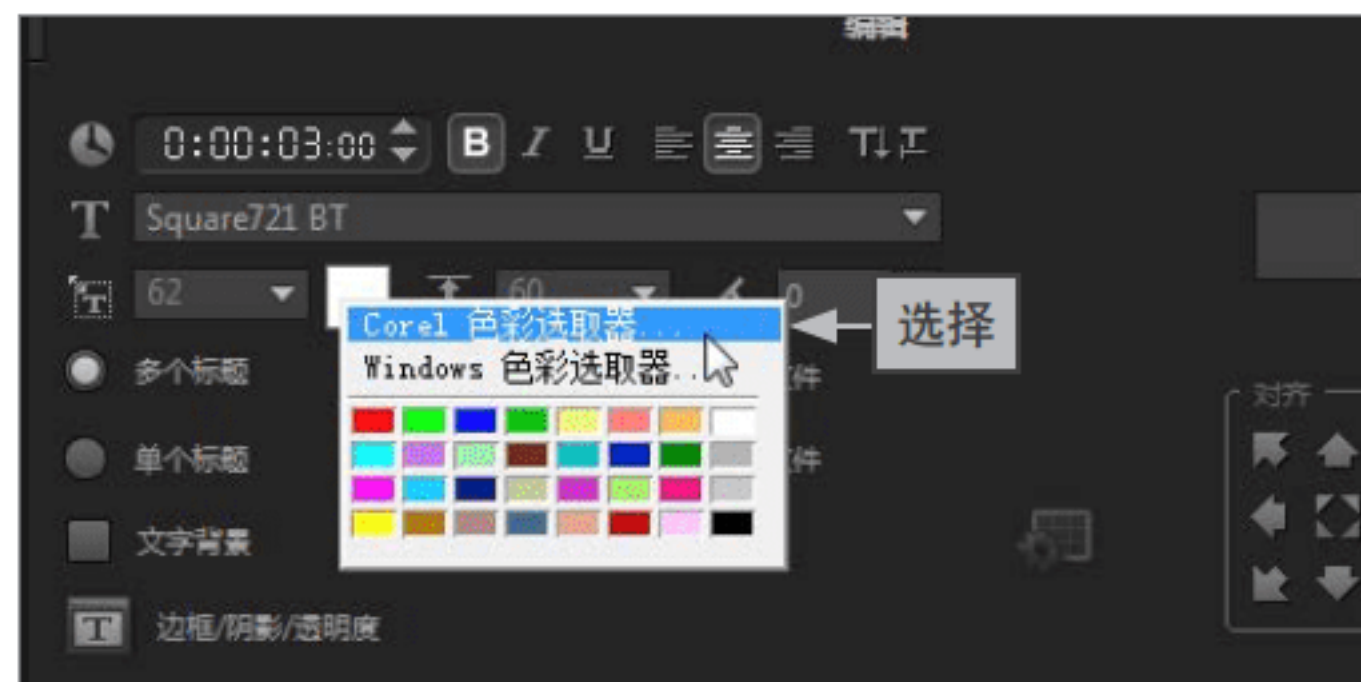 编辑
0:00:03:00 B I U
T Square721 BT
T 62 60 0
Corel 色彩选取器...
选择
Windows 色彩选取器...
多个标题 件
对齐
单个标题 件
文字背景
T 边框/阴影/透明度